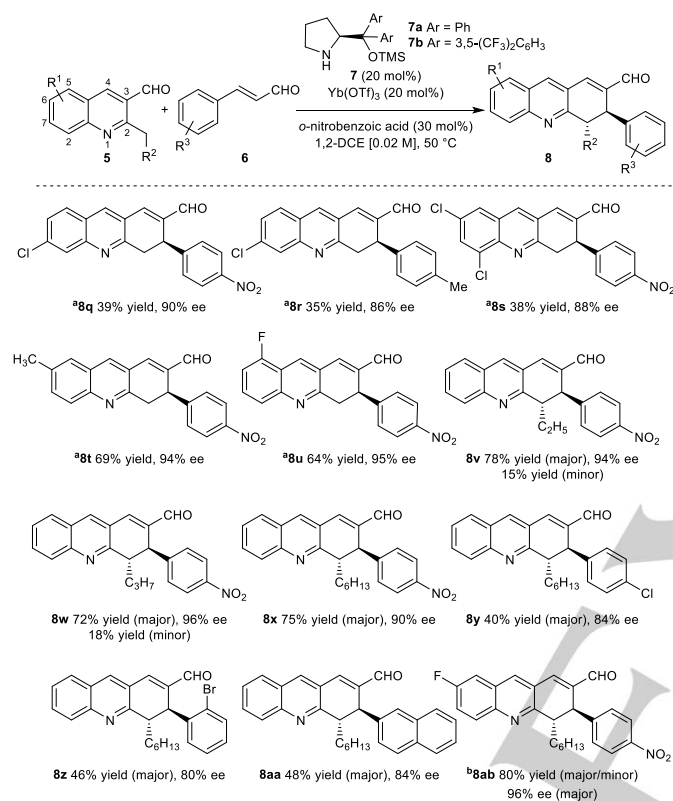 Ar
Ar
OTMS
N
H
7a Ar = Ph
7b Ar = 3,5-(CF₃)₂C₆H₃
7 (20 mol%)
Yb(OTf)₃ (20 mol%)
o-nitrobenzoic acid (30 mol%)
1,2-DCE [0.02 M], 50 °C
R¹ 5 4 3 CHO
6 7 2 N 1 2 R²
5
+
CHO
R³
6
R¹ CHO
N R² R³
8
CHO
Cl N NO₂
ᵃ8q 39% yield, 90% ee
CHO
Cl N Me
ᵃ8r 35% yield, 86% ee
Cl CHO
N Cl NO₂
ᵃ8s 38% yield, 88% ee
H₃C CHO
N NO₂
ᵃ8t 69% yield, 94% ee
F CHO
N NO₂
ᵃ8u 64% yield, 95% ee
CHO
N C₂H₅ NO₂
8v 78% yield (major), 94% ee
15% yield (minor)
CHO
N C₃H₇ NO₂
8w 72% yield (major), 96% ee
18% yield (minor)
CHO
N C₆H₁₃ NO₂
8x 75% yield (major), 90% ee
CHO
N C₆H₁₃ Cl
8y 40% yield (major), 84% ee
CHO
Br
N C₆H₁₃
8z 46% yield (major), 80% ee
CHO
N C₆H₁₃
8aa 48% yield (major), 84% ee
F CHO
N C₆H₁₃ NO₂
ᵇ8ab 80% yield (major/minor)
96% ee (major)